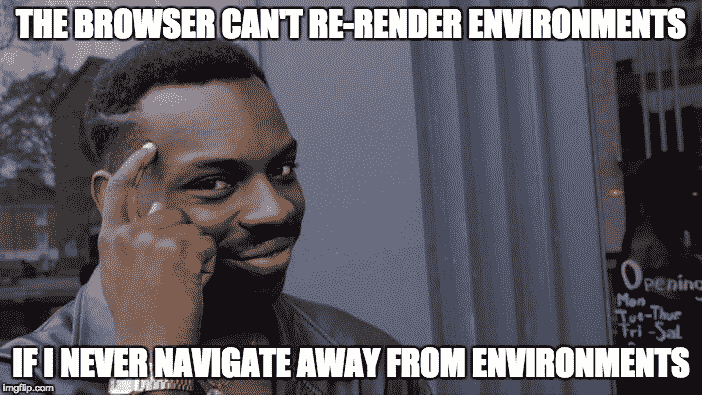 THE BROWSER CAN'T RE-RENDER ENVIRONMENTS
Opening
Mon
Tue-Thur
Fri-Sat
IF I NEVER NAVIGATE AWAY FROM ENVIRONMENTS
imgflip.com